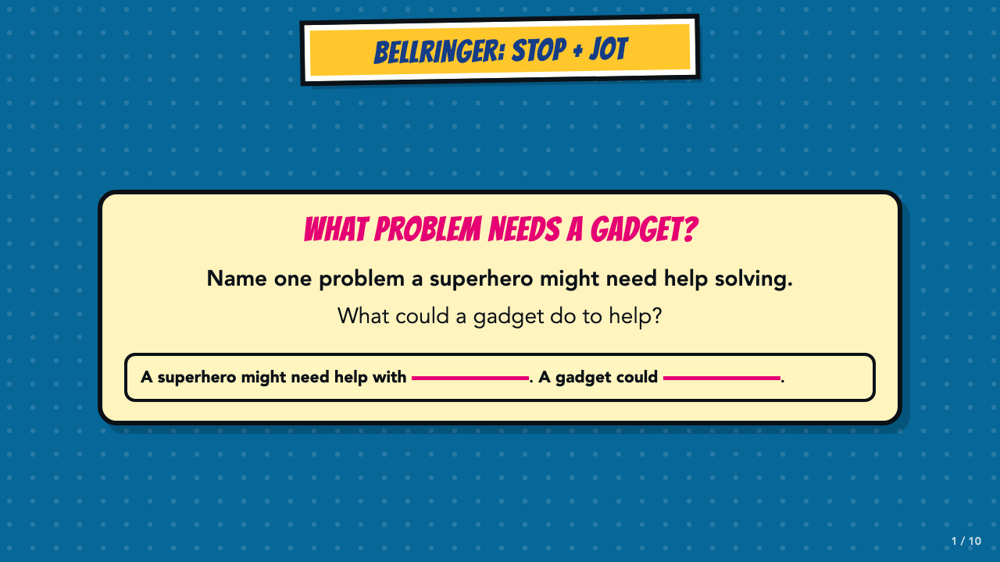 BELLRINGER: STOP + JOT
WHAT PROBLEM NEEDS A GADGET?
Name one problem a superhero might need help solving.
What could a gadget do to help?
A superhero might need help with ________. A gadget could ________.
1 / 10